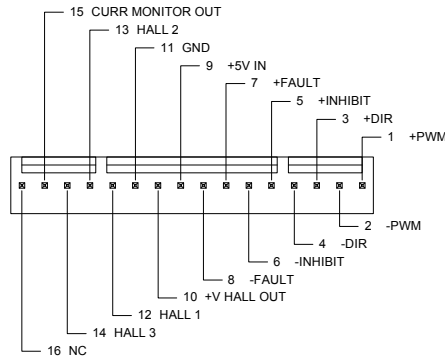 15 CURR MONITOR OUT
13 HALL 2
11 GND
9 +5V IN
7 +FAULT
5 +INHIBIT
3 +DIR
1 +PWM
2 -PWM
4 -DIR
6 -INHIBIT
8 -FAULT
10 +V HALL OUT
12 HALL 1
14 HALL 3
16 NC